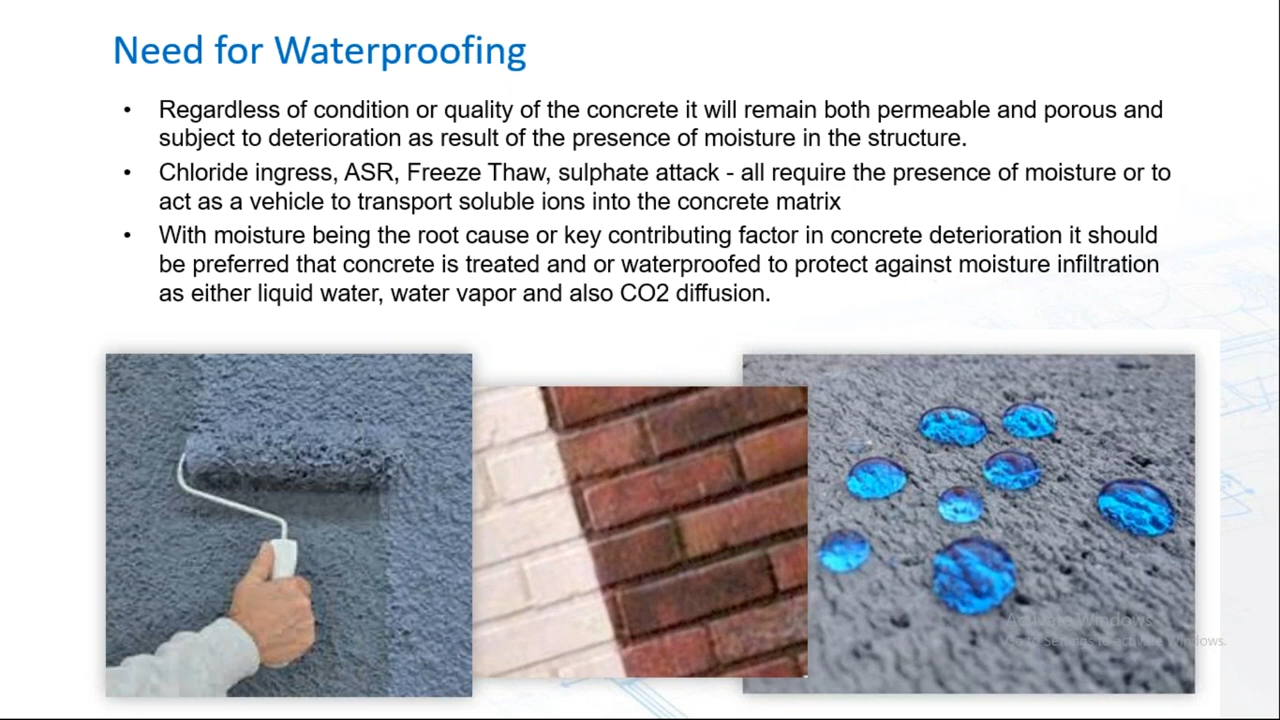 Need for Waterproofing
• Regardless of condition or quality of the concrete it will remain both permeable and porous and
subject to deterioration as result of the presence of moisture in the structure.
• Chloride ingress, ASR, Freeze Thaw, sulphate attack - all require the presence of moisture or to
act as a vehicle to transport soluble ions into the concrete matrix
• With moisture being the root cause or key contributing factor in concrete deterioration it should
be preferred that concrete is treated and or waterproofed to protect against moisture infiltration
as either liquid water, water vapor and also CO2 diffusion.
Activate Windows